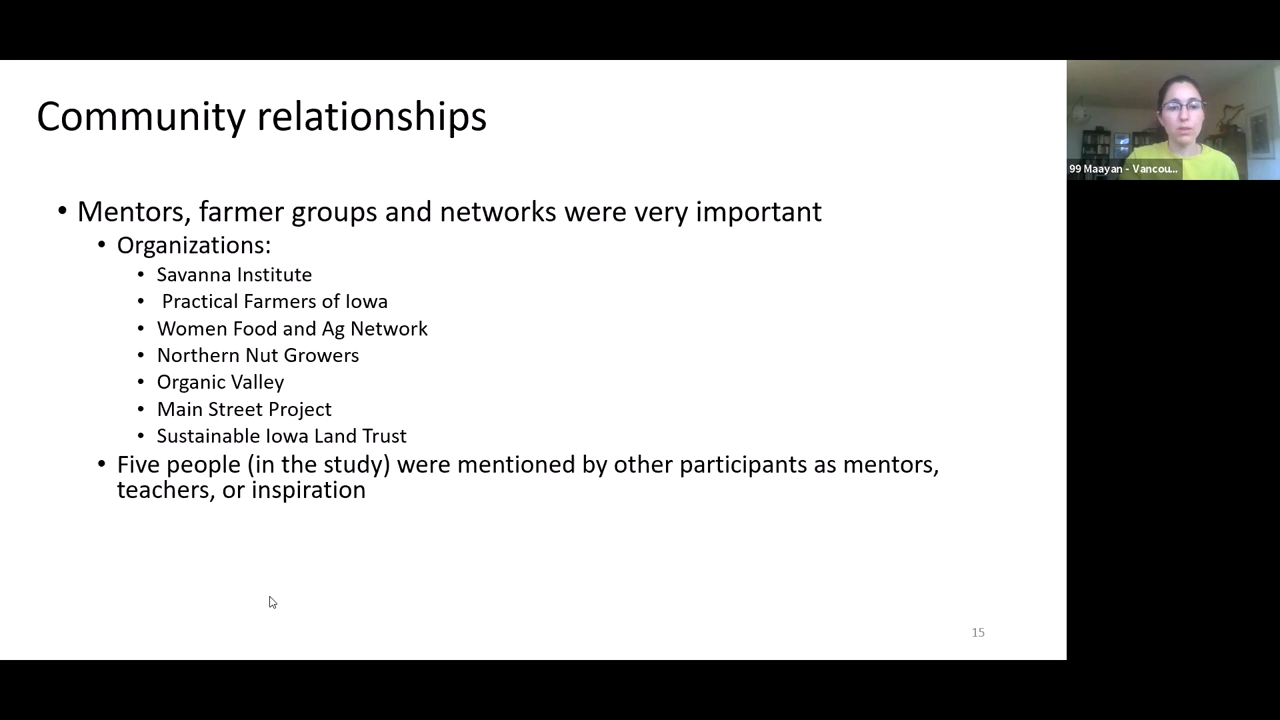 Community relationships
99 Maayan - Vancou...
• Mentors, farmer groups and networks were very important
• Organizations:
• Savanna Institute
• Practical Farmers of Iowa
• Women Food and Ag Network
• Northern Nut Growers
• Organic Valley
• Main Street Project
• Sustainable Iowa Land Trust
• Five people (in the study) were mentioned by other participants as mentors,
teachers, or inspiration
15